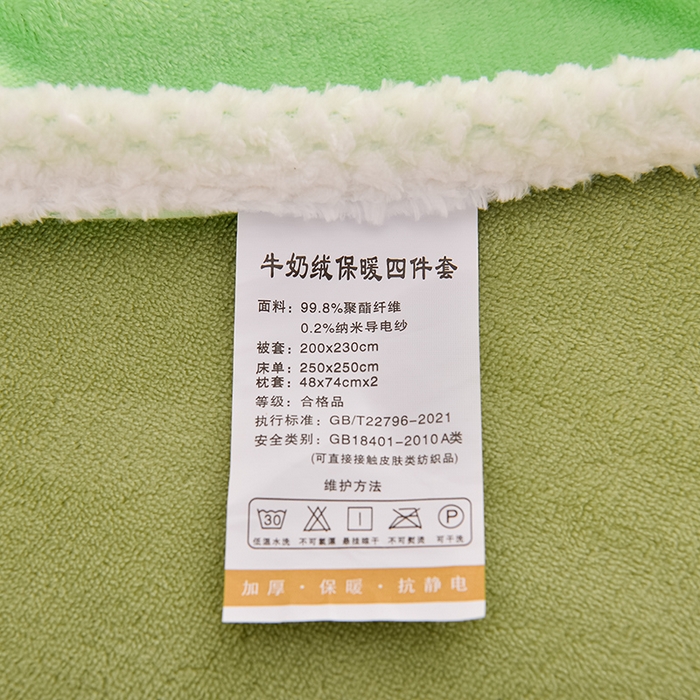 牛奶绒保暖四件套
面料：99.8%聚酯纤维
0.2%纳米导电纱
被套：200x230cm
床单：250x250cm
枕套：48x74cmx2
等级：合格品
执行标准：GB/T22796-2021
安全类别：GB18401-2010A类
(可直接接触皮肤类纺织品)
维护方法
30 P
低温水洗 不可氯漂 悬挂晾干 不可熨烫 可干洗
加厚·保暖·抗静电